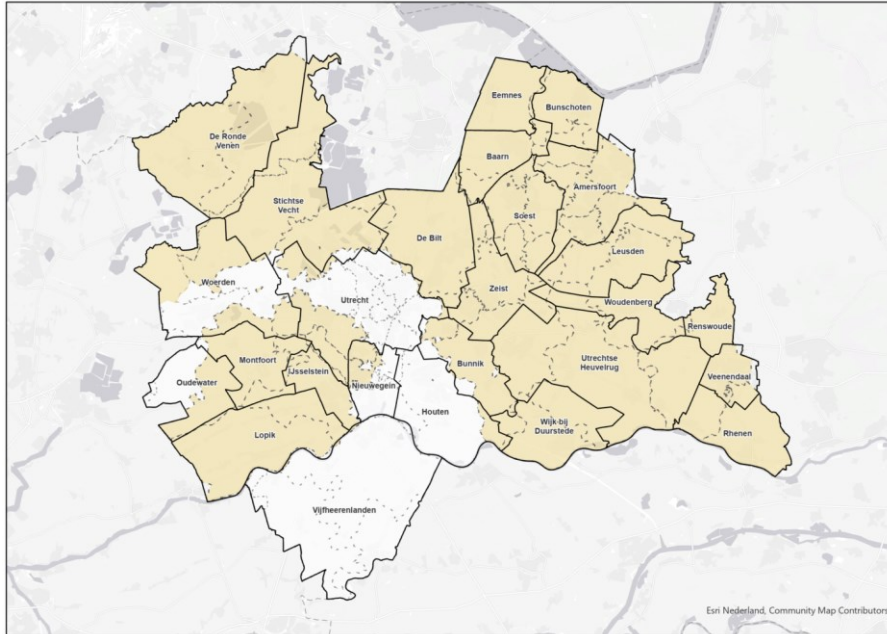 Eemnes
Bunschoten
De Ronde
Venen
Baarn
Amersfoort
Stichtse
Vecht
Soest
De Bilt
Leusden
Woerden
Zeist
Utrecht
Woudenberg
Renswoude
Montfoort
Bunnik
Utrechtse
Heuvelrug
IJsselstein
Veenendaal
Oudewater
Nieuwegein
Houten
Wijk bij
Duurstede
Rhenen
Lopik
Vijfheerenlanden
Esri Nederland, Community Map Contributors